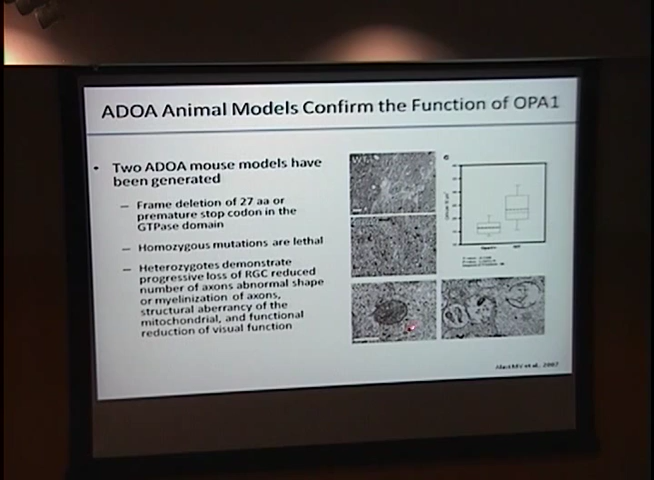 ADOA Animal Models Confirm the Function of OPA1
• Two ADOA mouse models have
been generated
– Frame deletion of 27 aa or
premature stop codon in the
GTPase domain
– Homozygous mutations are lethal
– Heterozygotes demonstrate
progressive loss of RGC reduced
number of axons abnormal shape
or myelinization of axons,
structural aberrancy of the
mitochondrial, and functional
reduction of visual function
et al., 2007